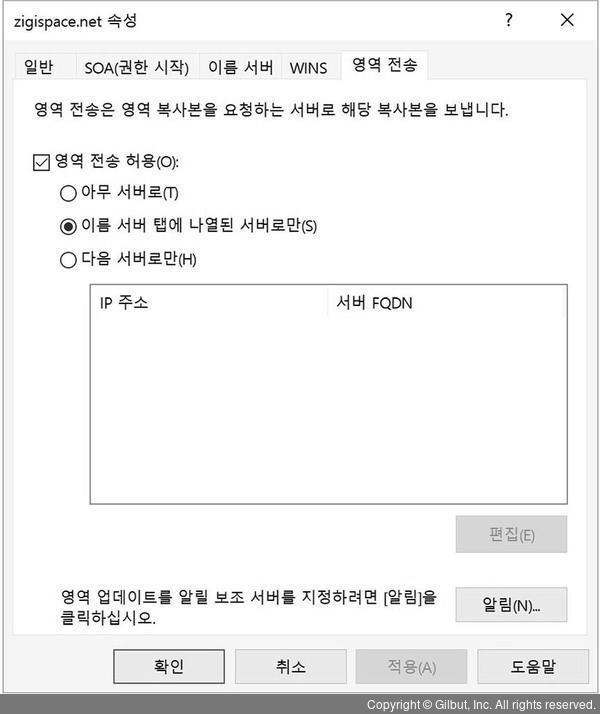 zigispace.net 속성 ?
일반 SOA(권한 시작) 이름 서버 WINS 영역 전송
영역 전송은 영역 복사본을 요청하는 서버로 해당 복사본을 보냅니다.
영역 전송 허용(O):
아무 서버로(T)
이름 서버 탭에 나열된 서버로만(S)
다음 서버로만(H)
IP 주소 서버 FQDN
편집(E)
영역 업데이트를 알릴 보조 서버를 지정하려면 [알림]을
클릭하십시오.
알림(N)...
확인 취소 적용(A) 도움말
Copyright © Gilbut, Inc. All rights reserved.